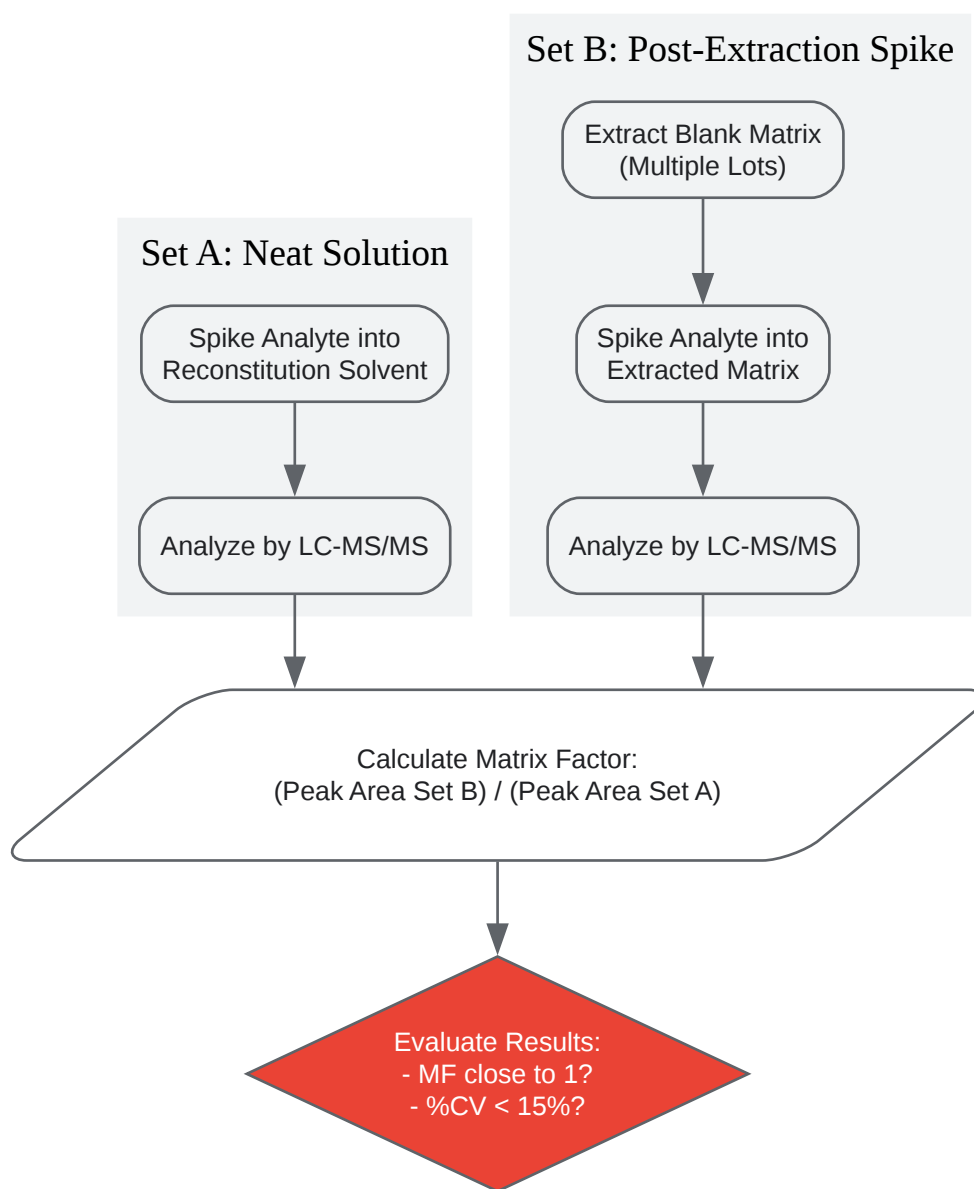 Set B: Post-Extraction Spike
Extract Blank Matrix
(Multiple Lots)
Set A: Neat Solution
Spike Analyte into
Reconstitution Solvent
Spike Analyte into
Extracted Matrix
Analyze by LC-MS/MS
Analyze by LC-MS/MS
Calculate Matrix Factor:
(Peak Area Set B) / (Peak Area Set A)
Evaluate Results:
- MF close to 1?
- %CV < 15%?